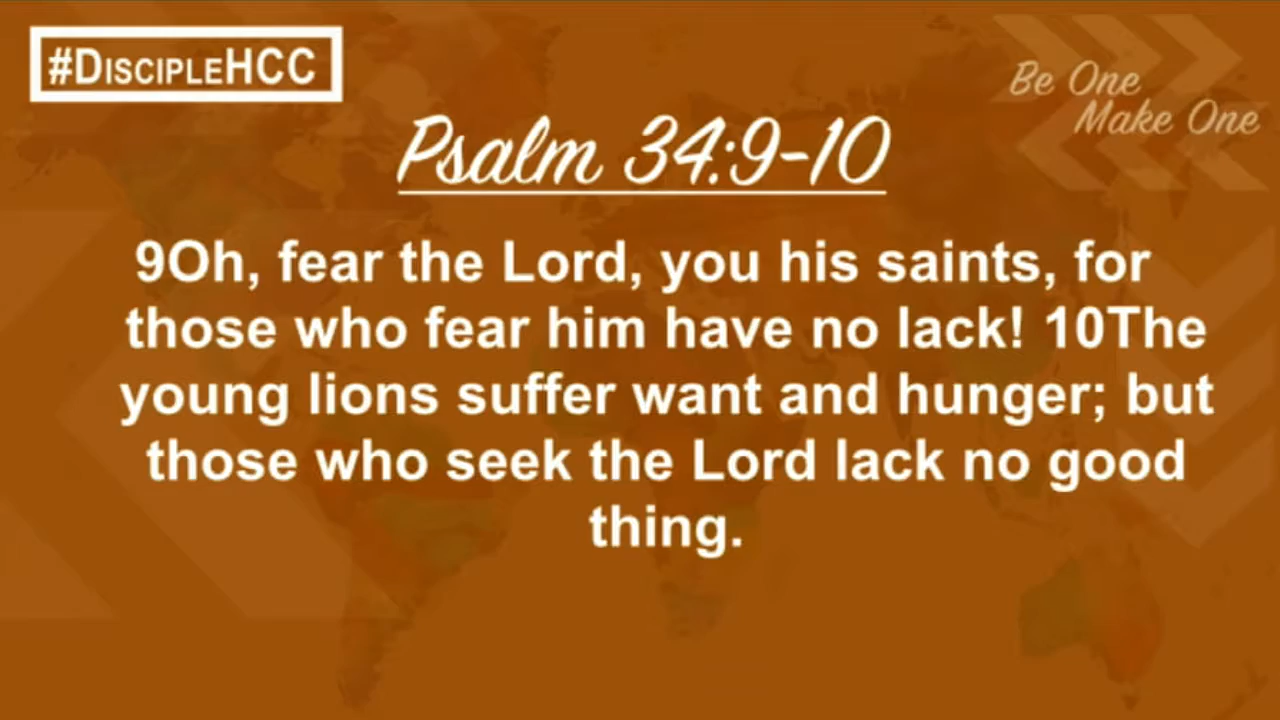 #DISCIPLEHCC
Be One
Make One
Psalm 34:9-10
9Oh, fear the Lord, you his saints, for
those who fear him have no lack! 10The
young lions suffer want and hunger; but
those who seek the Lord lack no good
thing.